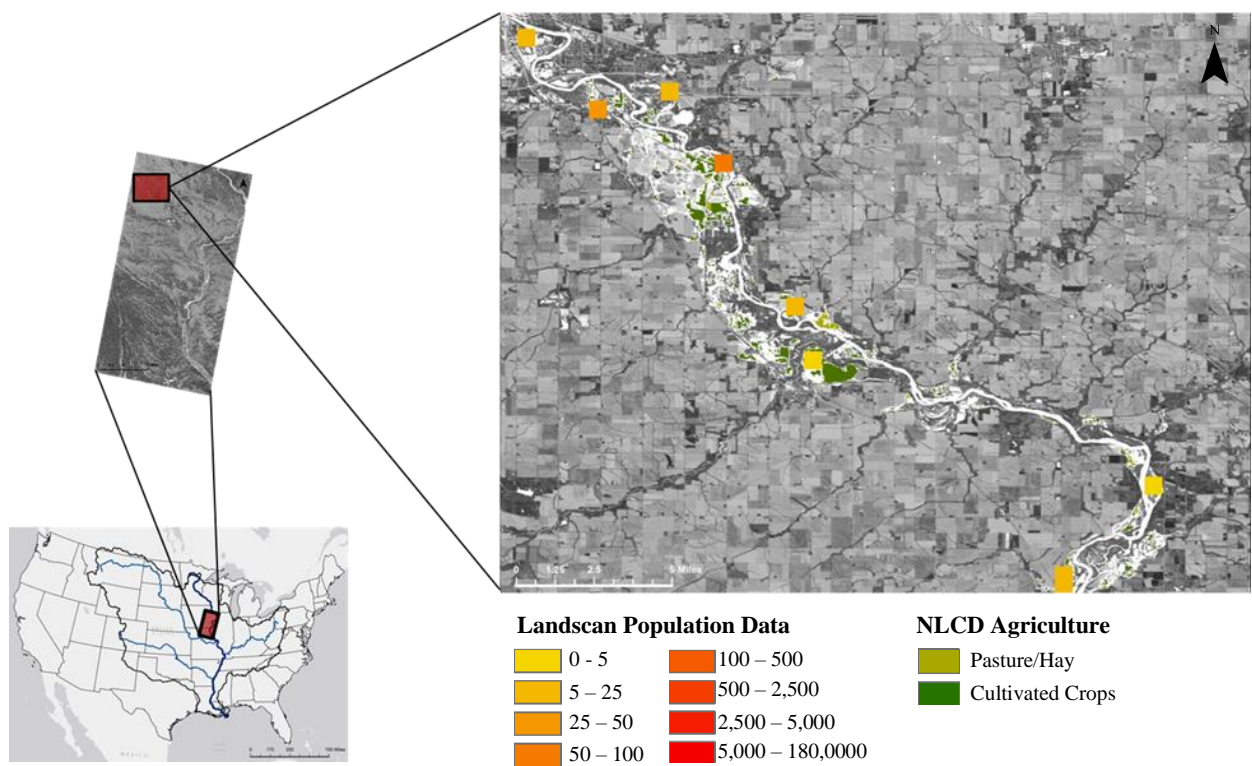 N
A
0 1.25 2.5 5 Miles
MÉXICO
Landscan Population Data
0 - 5
5 – 25
25 – 50
50 – 100
100 – 500
500 – 2,500
2,500 – 5,000
5,000 – 180,0000
NLCD Agriculture
Pasture/Hay
Cultivated Crops